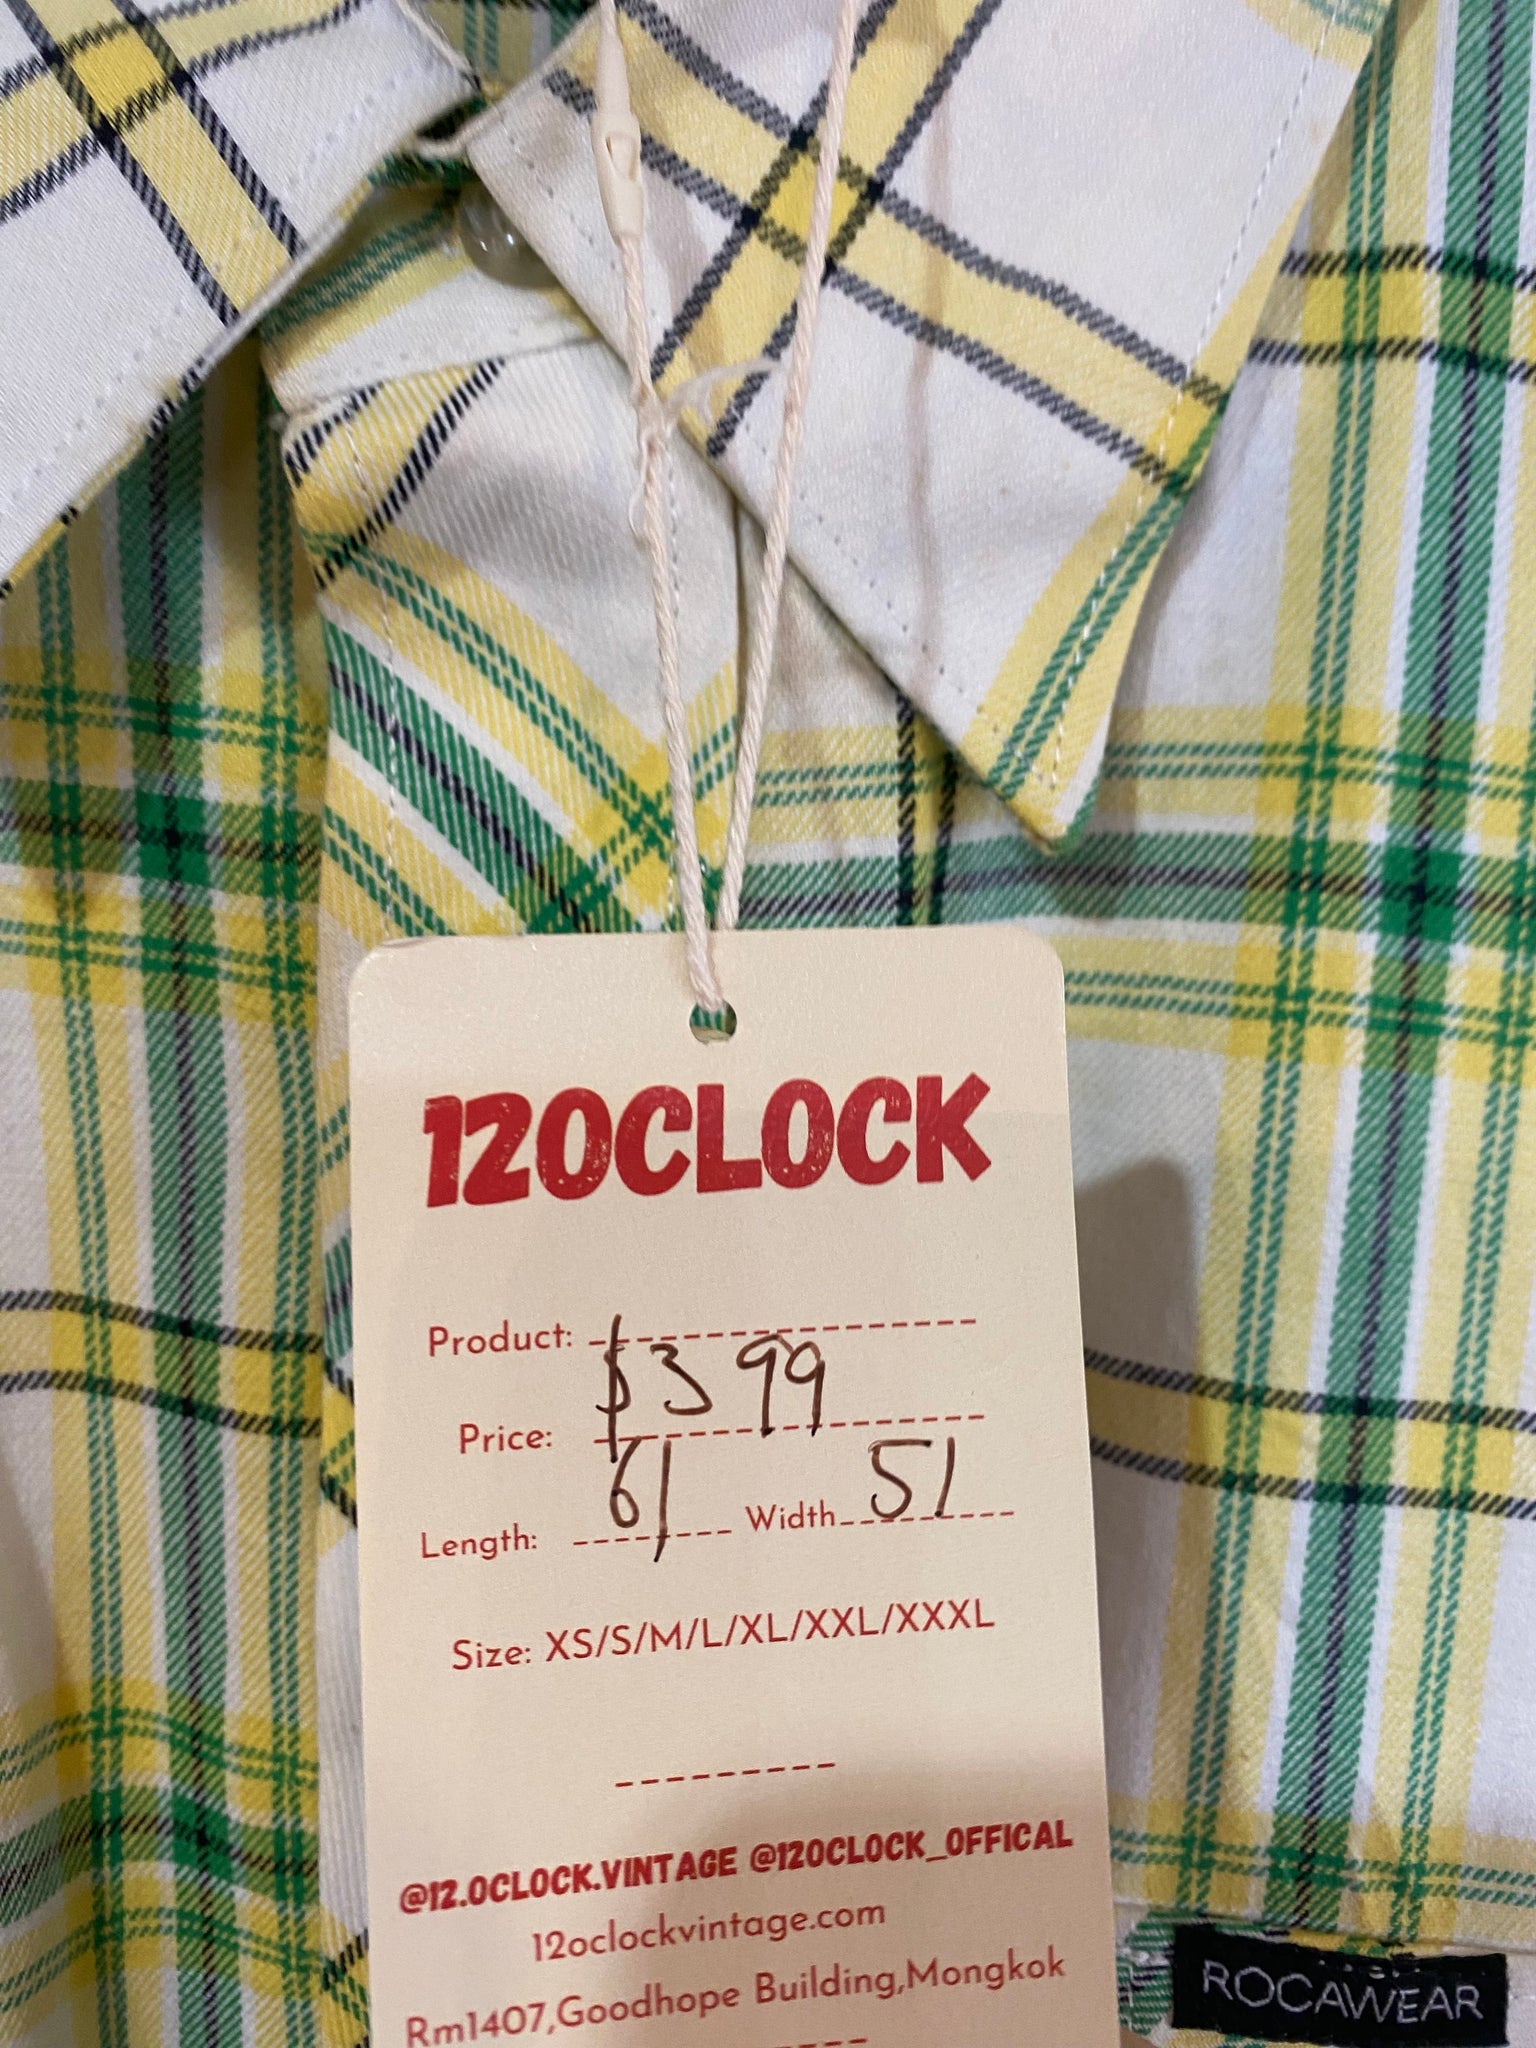 12OCLOCK
Product:
Price: $399
Length: 61 Width 51
Size: XS/S/M/L/XL/XXL/XXXL
@12.OCLOCK.VINTAGE @12OCLOCK_OFFICAL
12oclockvintage.com
Rm1407,Goodhope Building,Mongkok
ROCAWEAR